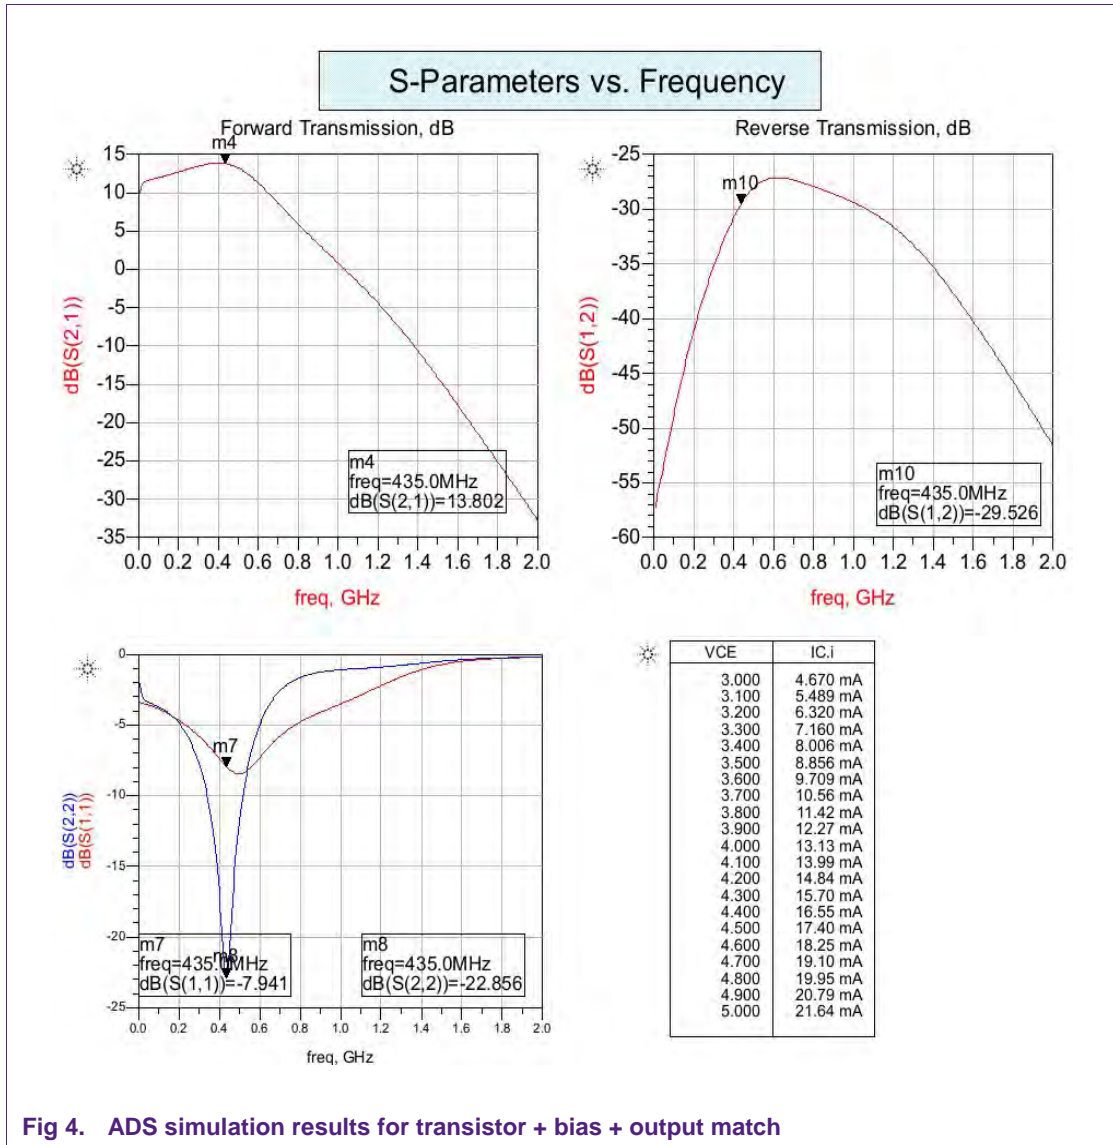 S-Parameters vs. Frequency
Forward Transmission, dB
m4
15
10
5
0
-5
-10
-15
-20
-25
-30
-35
dB(S(2,1))
m4
freq=435.0MHz
dB(S(2,1))=13.802
0.0 0.2 0.4 0.6 0.8 1.0 1.2 1.4 1.6 1.8 2.0
freq, GHz
Reverse Transmission, dB
m10
-25
-30
-35
-40
-45
-50
-55
-60
dB(S(1,2))
m10
freq=435.0MHz
dB(S(1,2))=-29.526
0.0 0.2 0.4 0.6 0.8 1.0 1.2 1.4 1.6 1.8 2.0
freq, GHz
0
-5
-10
-15
-20
-25
dB(S(2,2))
dB(S(1,1))
m7
m7
freq=435.0MHz
dB(S(1,1))=-7.941
m8
m8
freq=435.0MHz
dB(S(2,2))=-22.856
0.0 0.2 0.4 0.6 0.8 1.0 1.2 1.4 1.6 1.8 2.0
freq, GHz
VCE IC.i
3.000 4.670 mA
3.100 5.489 mA
3.200 6.320 mA
3.300 7.160 mA
3.400 8.006 mA
3.500 8.856 mA
3.600 9.709 mA
3.700 10.56 mA
3.800 11.42 mA
3.900 12.27 mA
4.000 13.13 mA
4.100 13.99 mA
4.200 14.84 mA
4.300 15.70 mA
4.400 16.55 mA
4.500 17.40 mA
4.600 18.25 mA
4.700 19.10 mA
4.800 19.95 mA
4.900 20.79 mA
5.000 21.64 mA
Fig 4. ADS simulation results for transistor + bias + output match